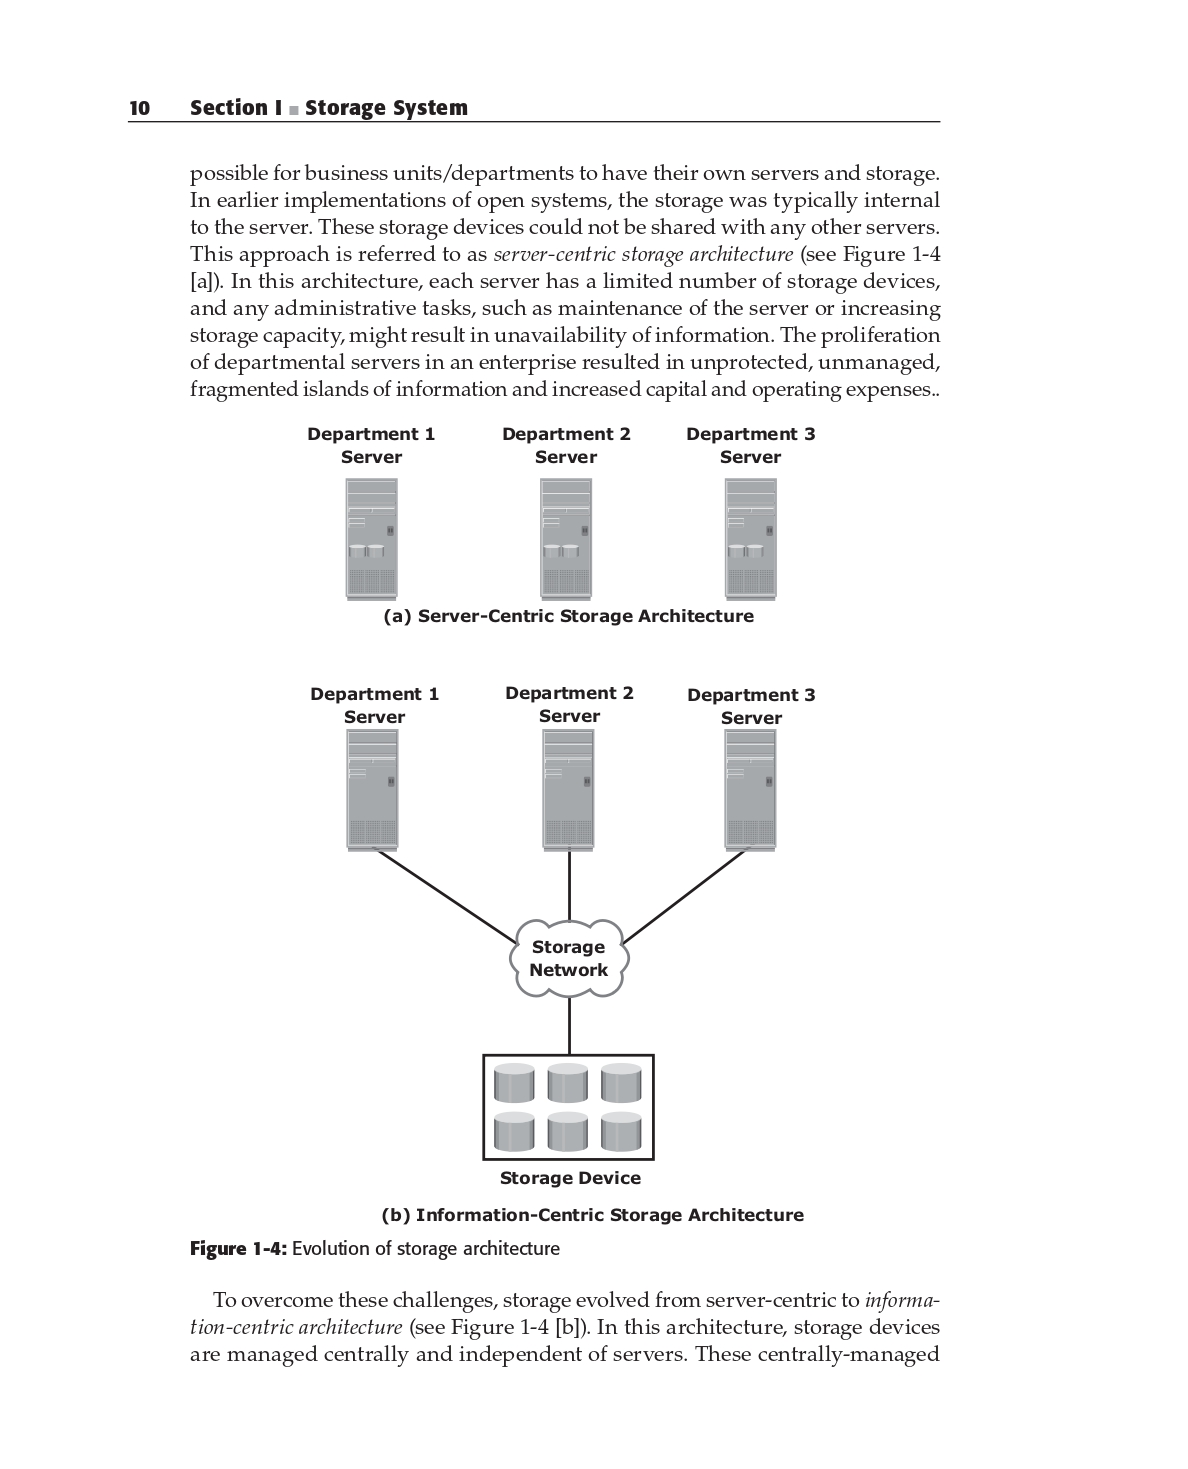 10 Section I ■ Storage System
possible for business units/departments to have their own servers and storage.
In earlier implementations of open systems, the storage was typically internal
to the server. These storage devices could not be shared with any other servers.
This approach is referred to as server-centric storage architecture (see Figure 1-4
[a]). In this architecture, each server has a limited number of storage devices,
and any administrative tasks, such as maintenance of the server or increasing
storage capacity, might result in unavailability of information. The proliferation
of departmental servers in an enterprise resulted in unprotected, unmanaged,
fragmented islands of information and increased capital and operating expenses..
Department 1 Department 2 Department 3
Server Server Server
(a) Server-Centric Storage Architecture
Department 1 Department 2 Department 3
Server Server Server
Storage
Network
Storage Device
(b) Information-Centric Storage Architecture
Figure 1-4: Evolution of storage architecture
To overcome these challenges, storage evolved from server-centric to informa-
tion-centric architecture (see Figure 1-4 [b]). In this architecture, storage devices
are managed centrally and independent of servers. These centrally-managed